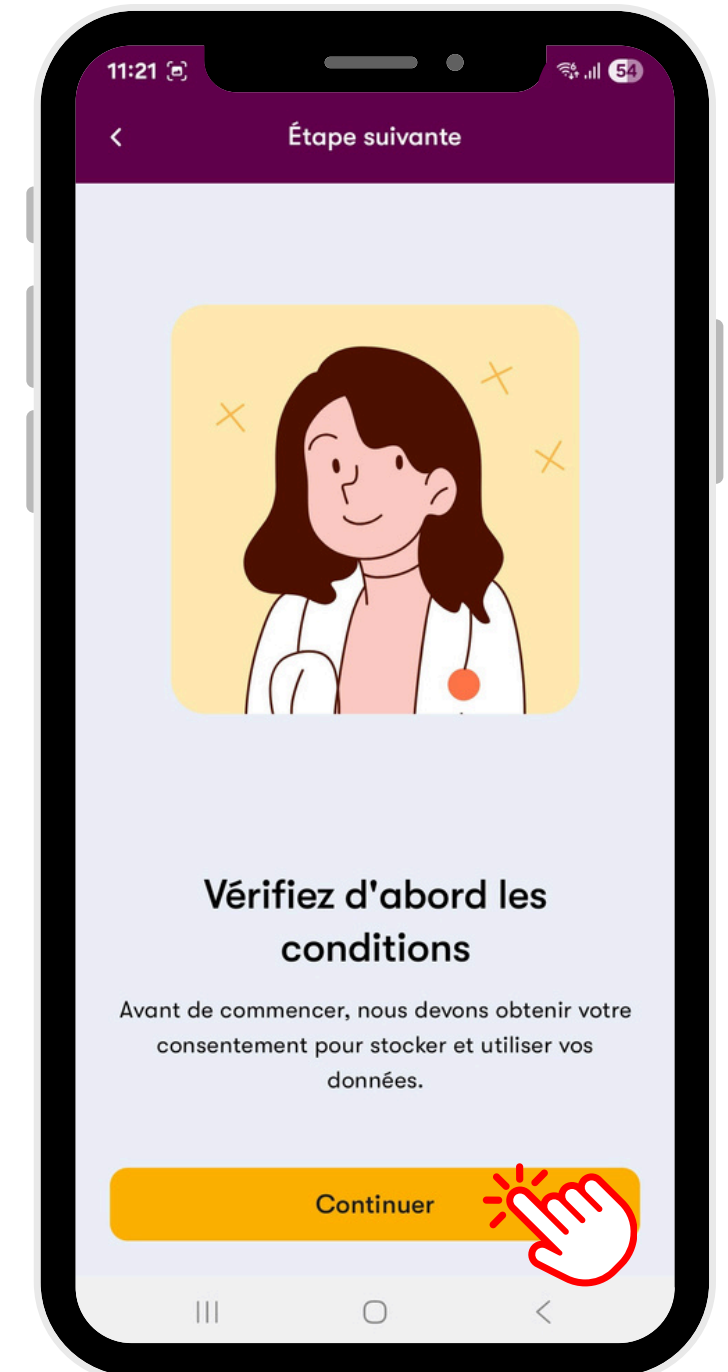 11:21
54
Étape suivante
Vérifiez d'abord les
conditions
Avant de commencer, nous devons obtenir votre
consentement pour stocker et utiliser vos
données.
Continuer